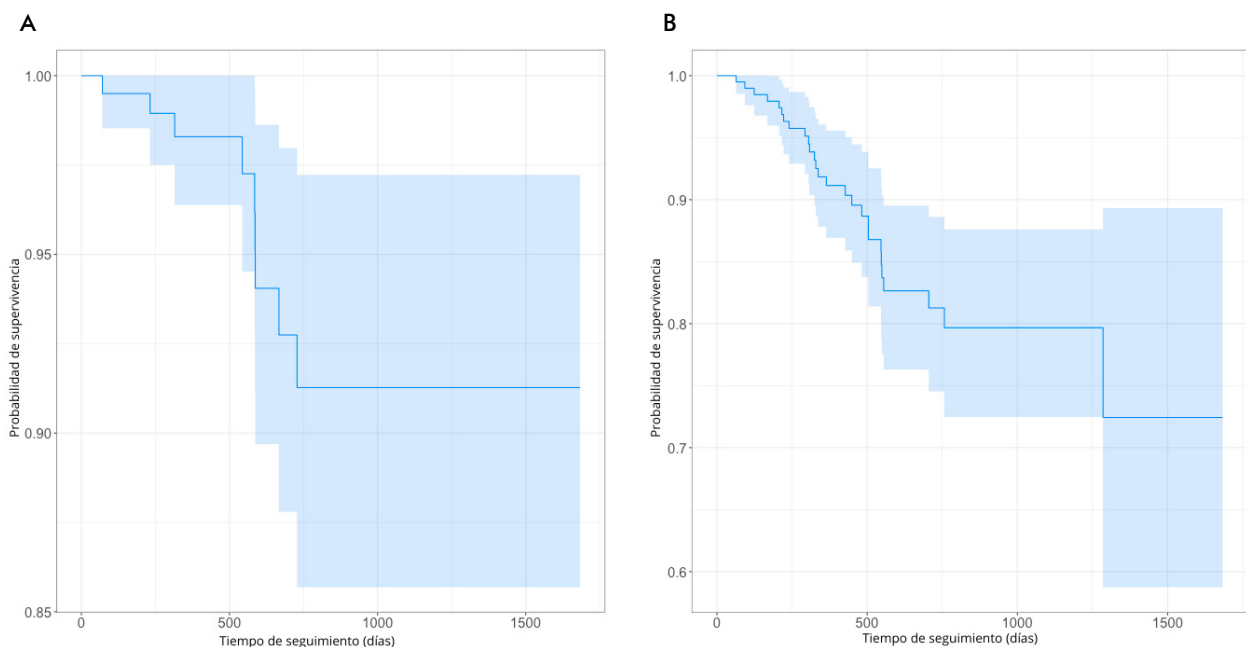 A
B
Probabilidad de supervivencia
1.00
0.95
0.90
0.85
0
500
1000
1500
Tiempo de seguimiento (días)
Probabilidad de supervivencia
1.0
0.9
0.8
0.7
0.6
0
500
1000
1500
Tiempo de seguimiento (días)